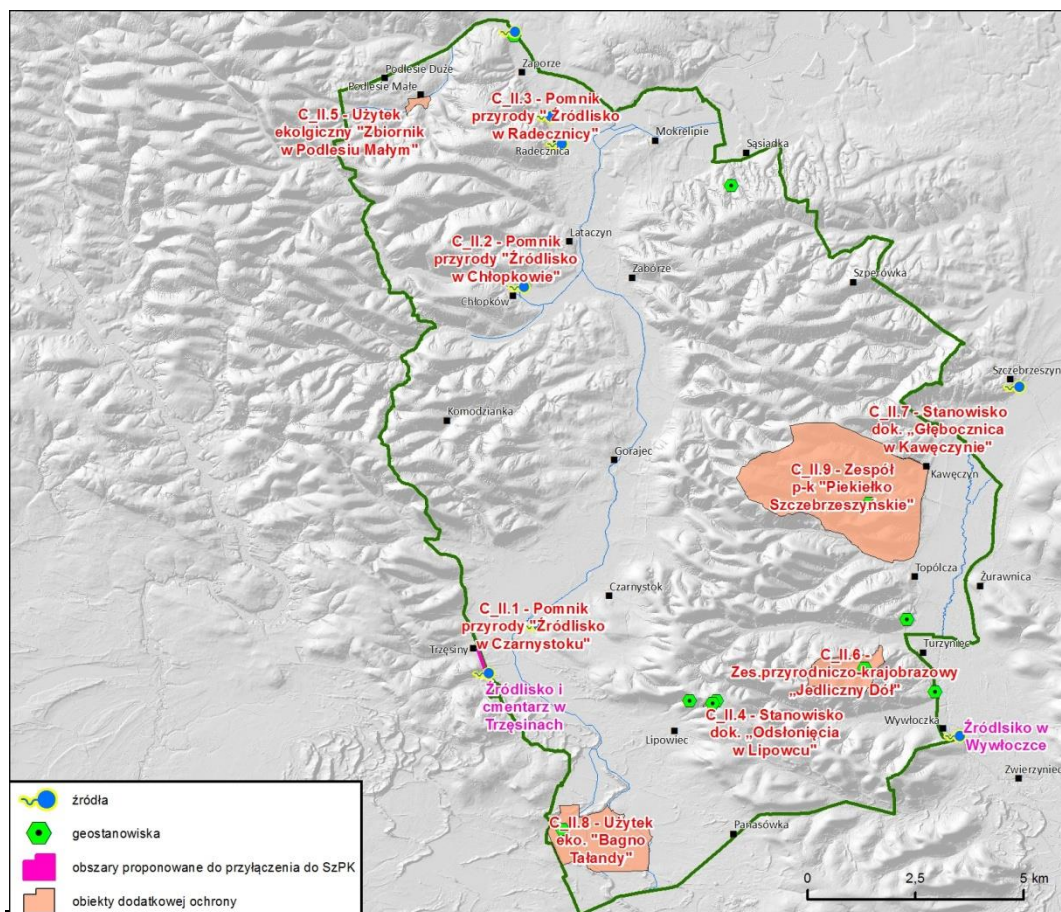 Podlesie Duże
Zaporze
Podlesie Małe
C_II.5 - Użytek
ekolgiczny "Zbiornik
w Podlesiu Małym"
C_II.3 - Pomnik
przyrody "Źródlisko
w Radecznicy"
Mokrelipie
Radecznica
Sąsiadka
C_II.2 - Pomnik
przyrody "Źródlisko
w Chłopkowie"
Lataczyn
Zabórze
Szperówka
Chłopków
Szczebrzeszyn
Komodzianka
C_II.7 - Stanowisko
dok. „Głębocznica
w Kawęczynie"
Gorajec
C_II.9 - Zespół
p-k "Piekiełko
Szczebrzeszyńskie"
Kawęczyn
Topólcza
Żurawnica
Czarnystok
C_II.1 - Pomnik
przyrody "Źródlisko
w Czarnystoku"
Trzęsiny
Turzyniec
C_II.6 -
Zes.przyrodniczo-krajobrazowy
„Jedliczny Dół"
Źródlisko i
cmentarz w
Trzęsinach
C_II.4 - Stanowisko
dok. „Odsłonięcia
w Lipowcu"
Lipowiec
Wywłoczka
Źródlsiko w
Wywłoczce
Zwierzyniec
C_II.8 - Użytek
eko. "Bagno
Tałandy"
Panasówka
źródła
geostanowiska
obszary proponowane do przyłączenia do SzPK
obiekty dodatkowej ochrony
0 2,5 5 km